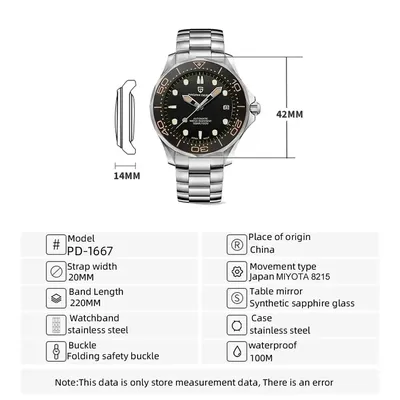 42MM
14MM
# Model
PD-1667
® Place of origin
China
Strap width
20MM
Movement type
Japan MIYOTA 8215
Band Length
220MM
Table mirror
Synthetic sapphire glass
Watchband
stainless steel
Case
stainless steel
Buckle
Folding safety buckle
waterproof
100M
Note:This data is only store measurement data, There is an error